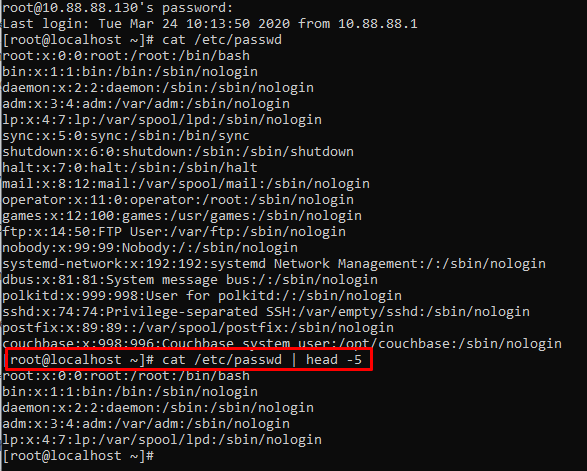 root@10.88.88.130's password:
Last login: Tue Mar 24 10:13:50 2020 from 10.88.88.1
[root@localhost ~]# cat /etc/passwd
root:x:0:0:root:/root:/bin/bash
bin:x:1:1:bin:/bin:/sbin/nologin
daemon:x:2:2:daemon:/sbin:/sbin/nologin
adm:x:3:4:adm:/var/adm:/sbin/nologin
lp:x:4:7:lp:/var/spool/lpd:/sbin/nologin
sync:x:5:0:sync:/sbin:/bin/sync
shutdown:x:6:0:shutdown:/sbin:/sbin/shutdown
halt:x:7:0:halt:/sbin:/sbin/halt
mail:x:8:12:mail:/var/spool/mail:/sbin/nologin
operator:x:11:0:operator:/root:/sbin/nologin
games:x:12:100:games:/usr/games:/sbin/nologin
ftp:x:14:50:FTP User:/var/ftp:/sbin/nologin
nobody:x:99:99:Nobody:/:/sbin/nologin
systemd-network:x:192:192:systemd Network Management:/:/sbin/nologin
dbus:x:81:81:System message bus:/:/sbin/nologin
polkitd:x:999:998:User for polkitd:/:/sbin/nologin
sshd:x:74:74:Privilege-separated SSH:/var/empty/sshd:/sbin/nologin
postfix:x:89:89::/var/spool/postfix:/sbin/nologin
couchbase:x:998:996:Couchbase system user:/opt/couchbase:/sbin/nologin
[root@localhost ~]# cat /etc/passwd | head -5
root:x:0:0:root:/root:/bin/bash
bin:x:1:1:bin:/bin:/sbin/nologin
daemon:x:2:2:daemon:/sbin:/sbin/nologin
adm:x:3:4:adm:/var/adm:/sbin/nologin
lp:x:4:7:lp:/var/spool/lpd:/sbin/nologin
[root@localhost ~]#